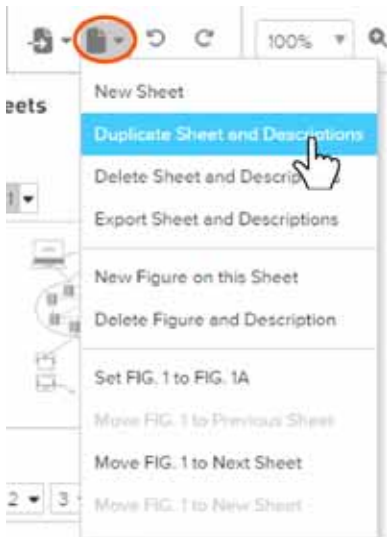 100%
eets
New Sheet
Duplicate Sheet and Descriptions
Delete Sheet and Descrip
s
Export Sheet and Descriptions
1
New Figure on this Sheet
Delete Figure and Description
Set FIG. 1 to FIG. 1A
Move FIG. 1 to Previous Sheet
Move FIG. 1 to Next Sheet
2 3
Move FIG. 1 to New Sheet